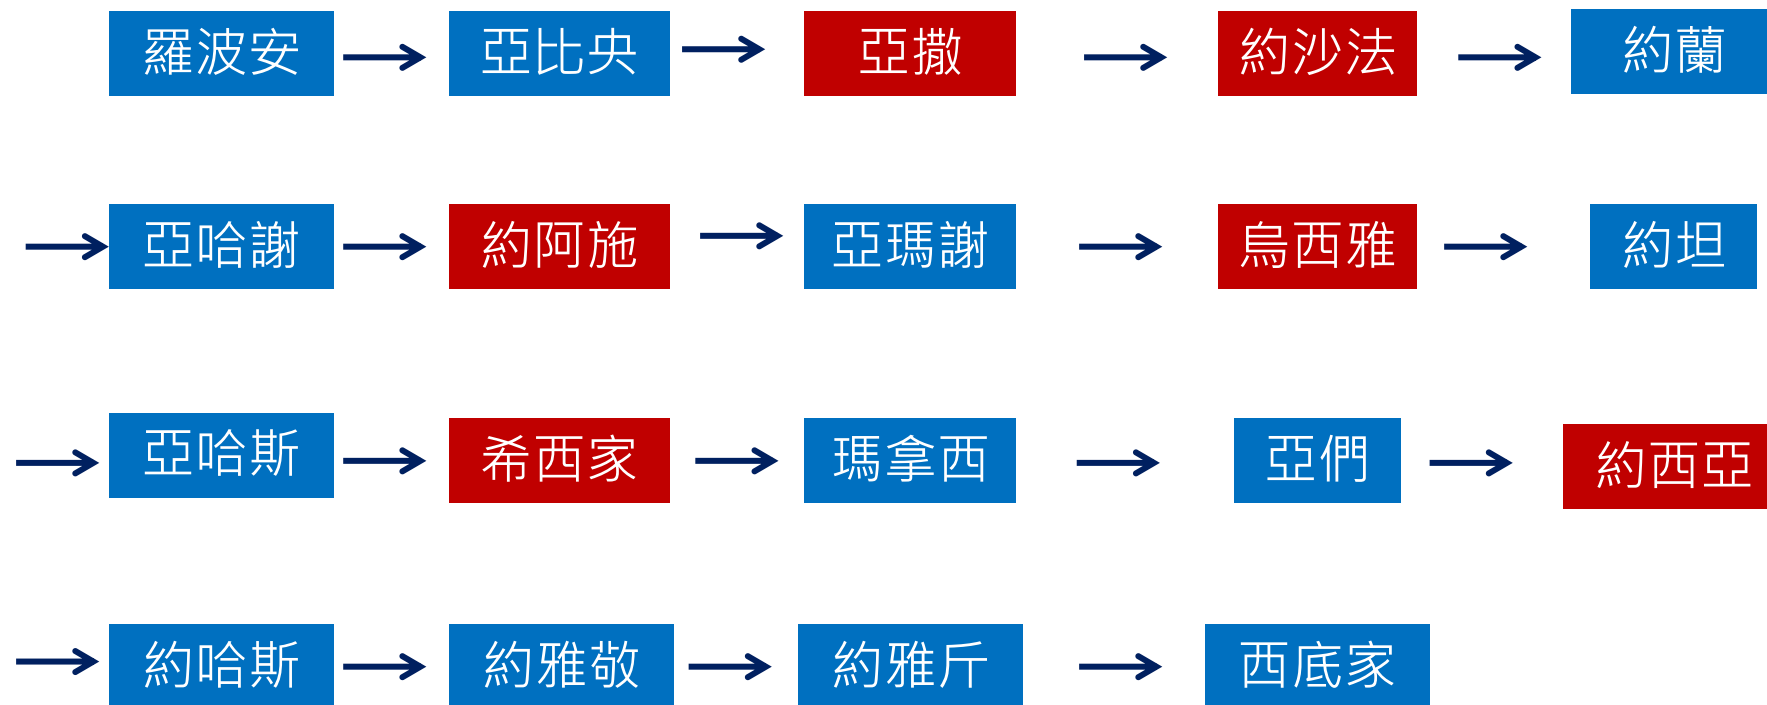 羅波安 亞比央 亞撒 約沙法 約蘭
亞哈謝 約阿施 亞瑪謝 烏西雅 約坦
亞哈斯 希西家 瑪拿西 亞們 約西亞
約哈斯 約雅敬 約雅斤 西底家